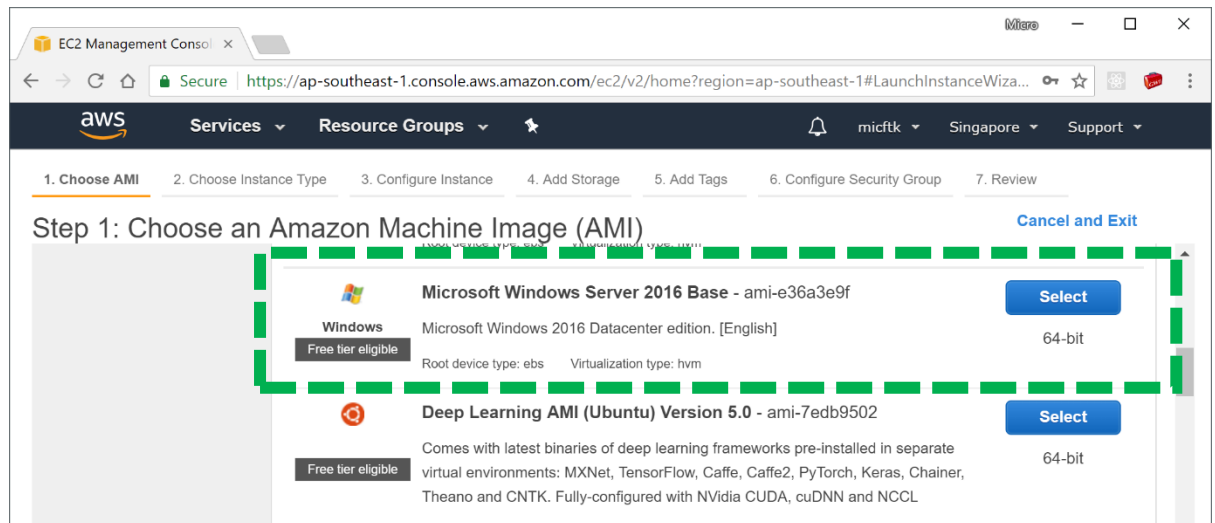 Micro
EC2 Management Consol
Secure https://ap-southeast-1.console.aws.amazon.com/ec2/v2/home?region=ap-southeast-1#LaunchInstanceWiza...
aws Services Resource Groups micftk Singapore Support
1. Choose AMI 2. Choose Instance Type 3. Configure Instance 4. Add Storage 5. Add Tags 6. Configure Security Group 7. Review
Step 1: Choose an Amazon Machine Image (AMI) Cancel and Exit
Root device type: ebs Virtualization type: hvm
Microsoft Windows Server 2016 Base - ami-e36a3e9f Select
Windows Microsoft Windows 2016 Datacenter edition. [English] 64-bit
Free tier eligible
Root device type: ebs Virtualization type: hvm
Deep Learning AMI (Ubuntu) Version 5.0 - ami-7edb9502 Select
Comes with latest binaries of deep learning frameworks pre-installed in separate 64-bit
Free tier eligible virtual environments: MXNet, TensorFlow, Caffe, Caffe2, PyTorch, Keras, Chainer,
Theano and CNTK. Fully-configured with NVidia CUDA, cuDNN and NCCL